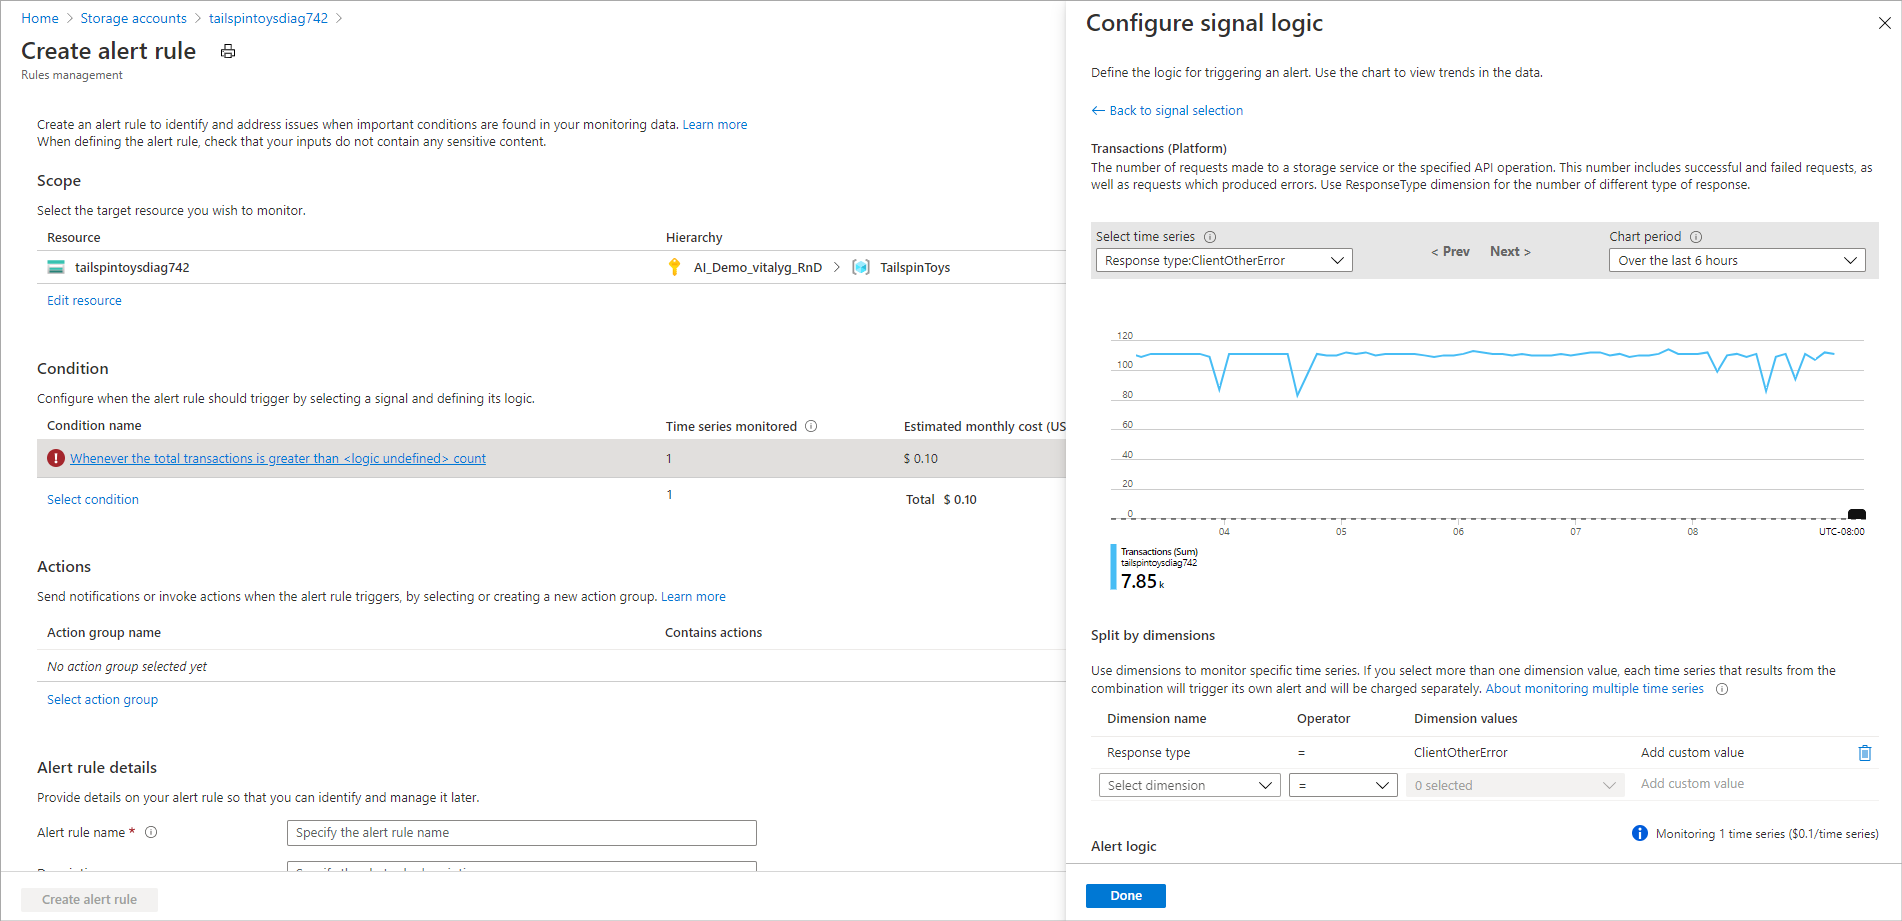 Home > Storage accounts > tailspintoysdiag742 >
Create alert rule
Rules management
Create an alert rule to identify and address issues when important conditions are found in your monitoring data. Learn more
When defining the alert rule, check that your inputs do not contain any sensitive content.
Scope
Select the target resource you wish to monitor.
Resource Hierarchy
tailspintoysdiag742 AI_Demo_vitalyg_RnD > TailspinToys
Edit resource
Condition
Configure when the alert rule should trigger by selecting a signal and defining its logic.
Condition name Time series monitored Estimated monthly cost (US
Whenever the total transactions is greater than <logic undefined> count 1 $ 0.10
Select condition 1 Total $ 0.10
Actions
Send notifications or invoke actions when the alert rule triggers, by selecting or creating a new action group. Learn more
Action group name Contains actions
No action group selected yet
Select action group
Alert rule details
Provide details on your alert rule so that you can identify and manage it later.
Alert rule name * Specify the alert rule name
Create alert rule
Configure signal logic
Define the logic for triggering an alert. Use the chart to view trends in the data.
← Back to signal selection
Transactions (Platform)
The number of requests made to a storage service or the specified API operation. This number includes successful and failed requests, as
well as requests which produced errors. Use ResponseType dimension for the number of different type of response.
Select time series Chart period
Response type:ClientOtherError < Prev Next > Over the last 6 hours
120
100
80
60
40
20
0
04 05 06 07 08 UTC-08:00
Transactions (Sum)
tailspintoysdiag742
7.85 k
Split by dimensions
Use dimensions to monitor specific time series. If you select more than one dimension value, each time series that results from the
combination will trigger its own alert and will be charged separately. About monitoring multiple time series
Dimension name Operator Dimension values
Response type = ClientOtherError Add custom value
Select dimension = 0 selected Add custom value
Monitoring 1 time series ($0.1/time series)
Alert logic
Done